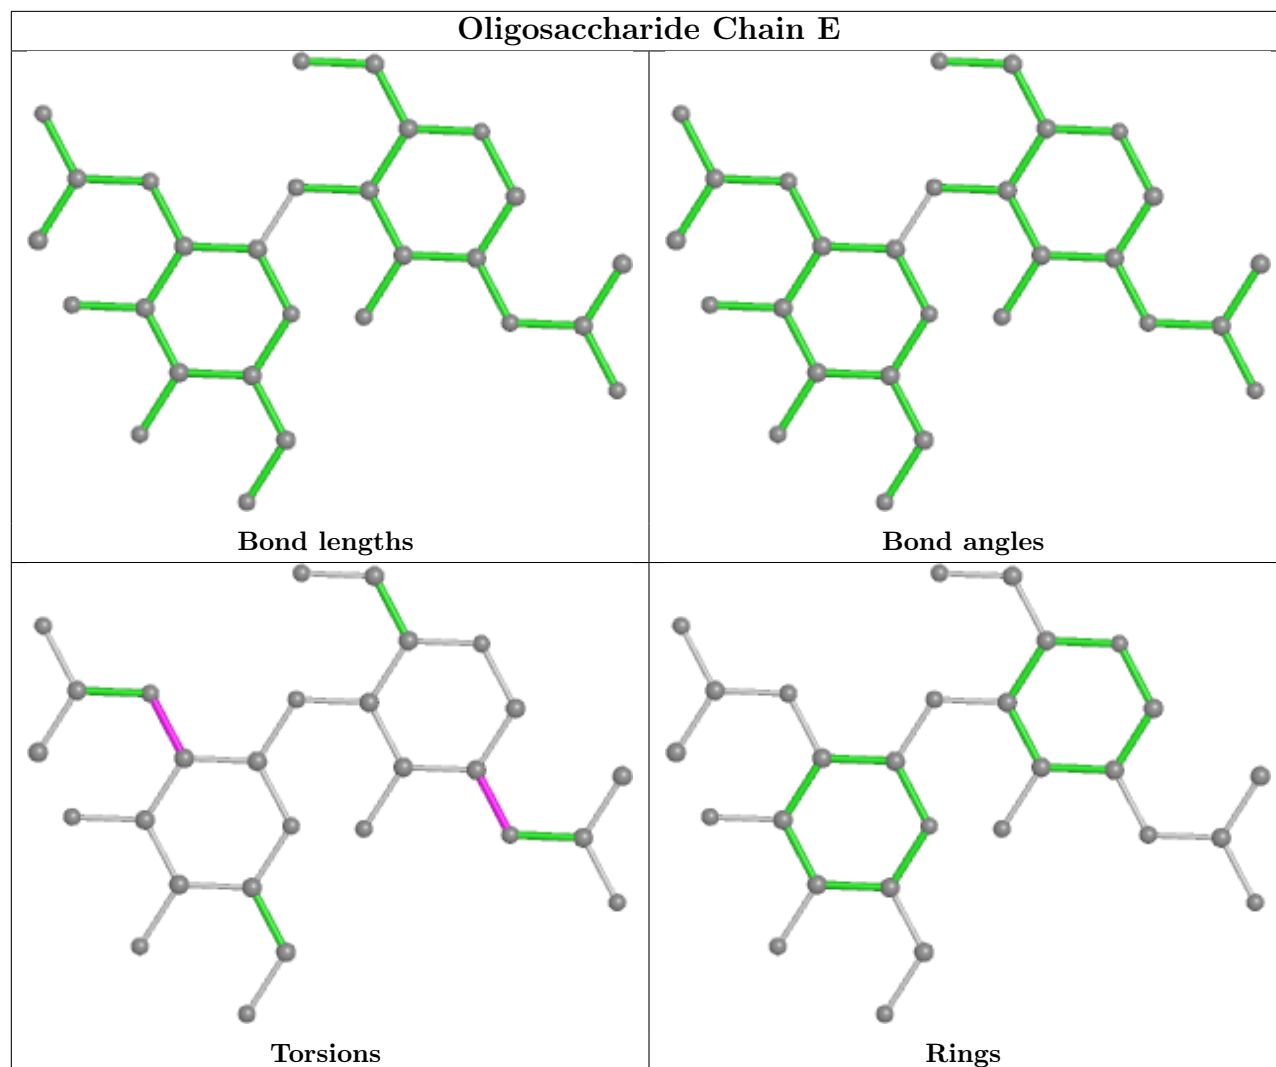 Oligosaccharide Chain E
Bond lengths
Bond angles
Torsions
Rings